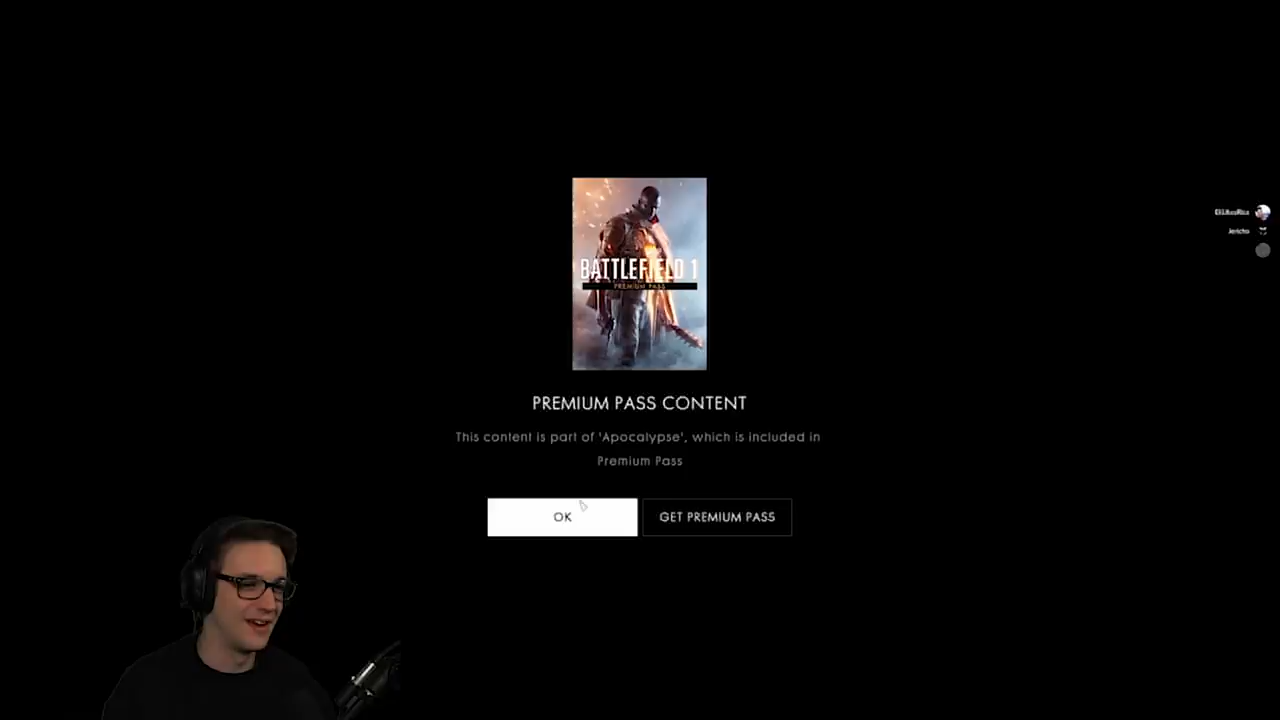 BATTLEFIELD 1
PREMIUM PASS
PREMIUM PASS CONTENT
This content is part of 'Apocalypse', which is included in
Premium Pass
OK
GET PREMIUM PASS
Jericho